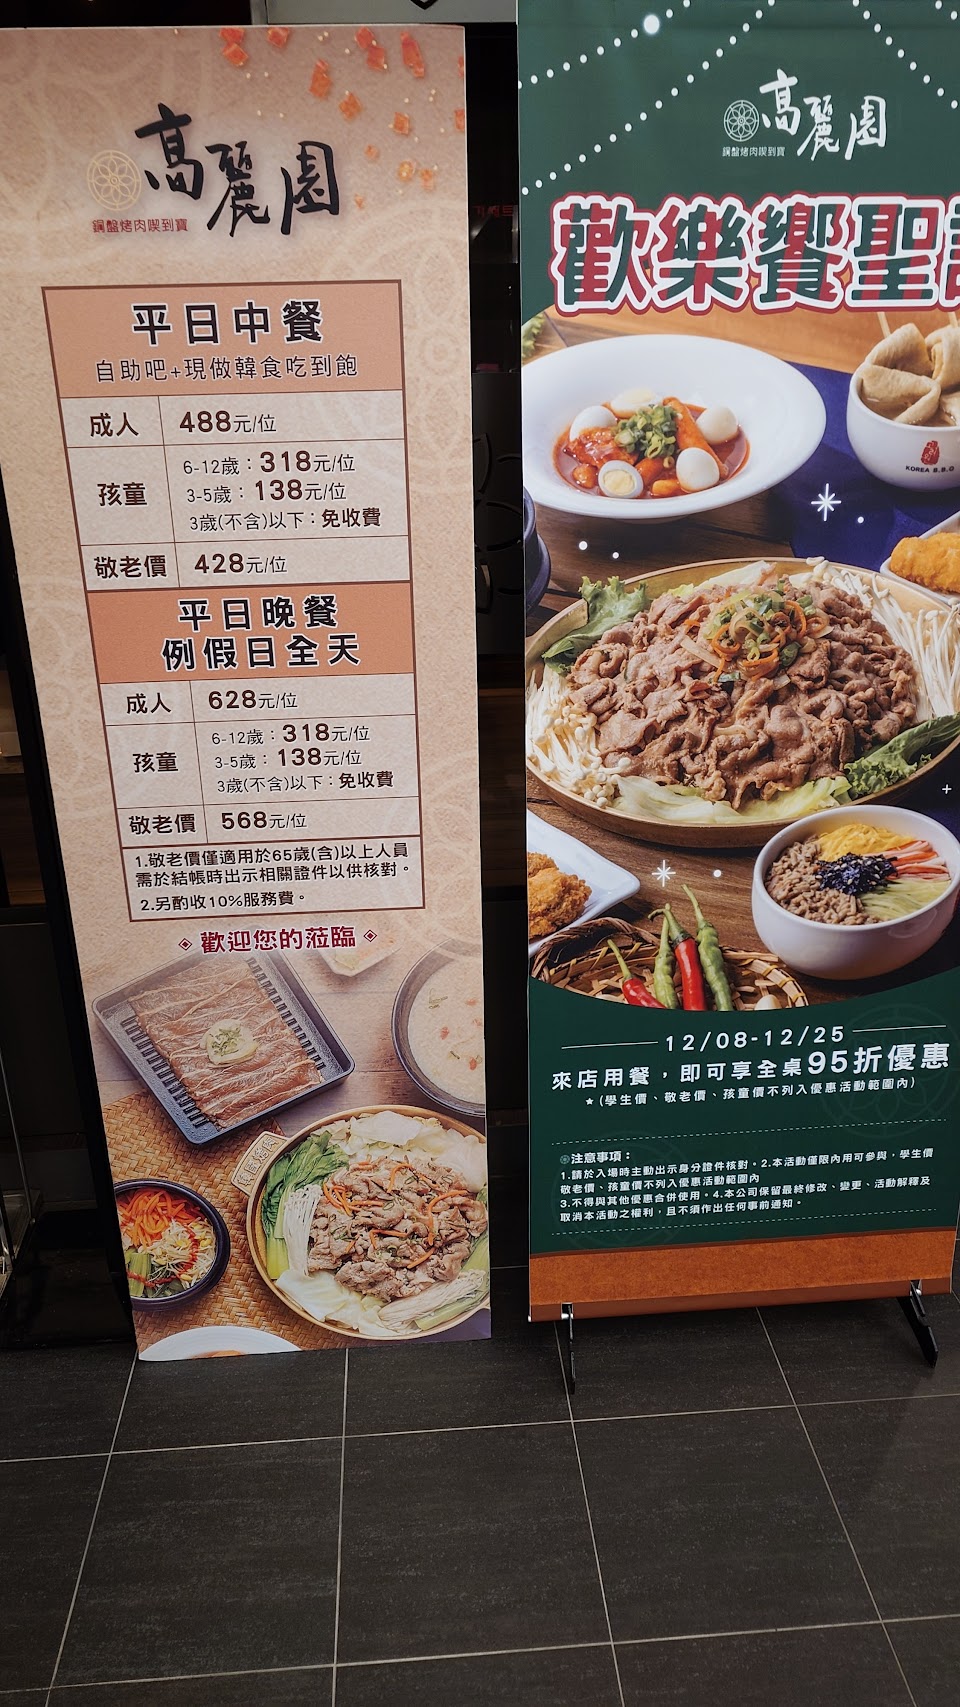 高麗園
銅盤烤肉喫到寶
平日中餐
自助吧+現做韓食吃到飽
成人 488元/位
孩童 6-12歲：318元/位
3-5歲：138元/位
3歲(不含)以下：免收費
敬老價 428元/位
平日晚餐
例假日全天
成人 628元/位
孩童 6-12歲：318元/位
3-5歲：138元/位
3歲(不含)以下：免收費
敬老價 568元/位
1.敬老價僅適用於65歲(含)以上人員
需於結帳時出示相關證件以供核對。
2.另酌收10%服務費。
歡迎您的蒞臨
高麗園
銅盤烤肉喫到寶
歡樂饗聖
KOREA B.B.Q
12/08-12/25
來店用餐，即可享全桌95折優惠
★(學生價、敬老價、孩童價不列入優惠活動範圍內)
注意事項：
1.請於入場時主動出示身分證件核對。2.本活動僅限內用可參與，學生價
敬老價、孩童價不列入優惠活動範圍內
3.不得與其他優惠合併使用。4.本公司保留最終修改、變更、活動解釋及
取消本活動之權利，且不須作出任何事前通知。